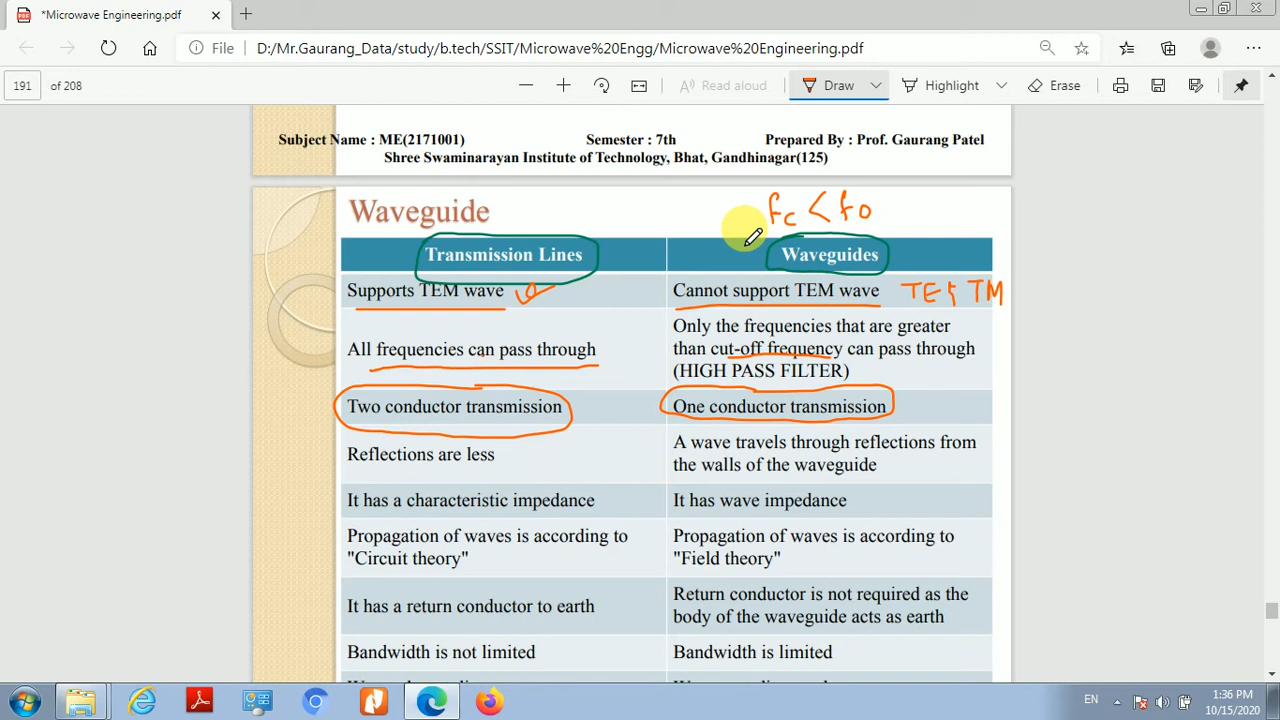 *Microwave Engineering.pdf
File D:/Mr.Gaurang_Data/study/b.tech/SSIT/Microwave%20Engg/Microwave%20Engineering.pdf
191 of 208 Read aloud Draw Highlight Erase
Subject Name : ME(2171001) Semester : 7th Prepared By : Prof. Gaurang Patel
Shree Swaminarayan Institute of Technology, Bhat, Gandhinagar(125)
Waveguide fc < fo
Transmission Lines Waveguides
Supports TEM wave Cannot support TEM wave TE & TM
All frequencies can pass through
Only the frequencies that are greater
than cut-off frequency can pass through
(HIGH PASS FILTER)
Two conductor transmission One conductor transmission
Reflections are less
A wave travels through reflections from
the walls of the waveguide
It has a characteristic impedance It has wave impedance
Propagation of waves is according to
"Circuit theory"
Propagation of waves is according to
"Field theory"
It has a return conductor to earth
Return conductor is not required as the
body of the waveguide acts as earth
Bandwidth is not limited Bandwidth is limited
EN 1:36 PM
10/15/2020